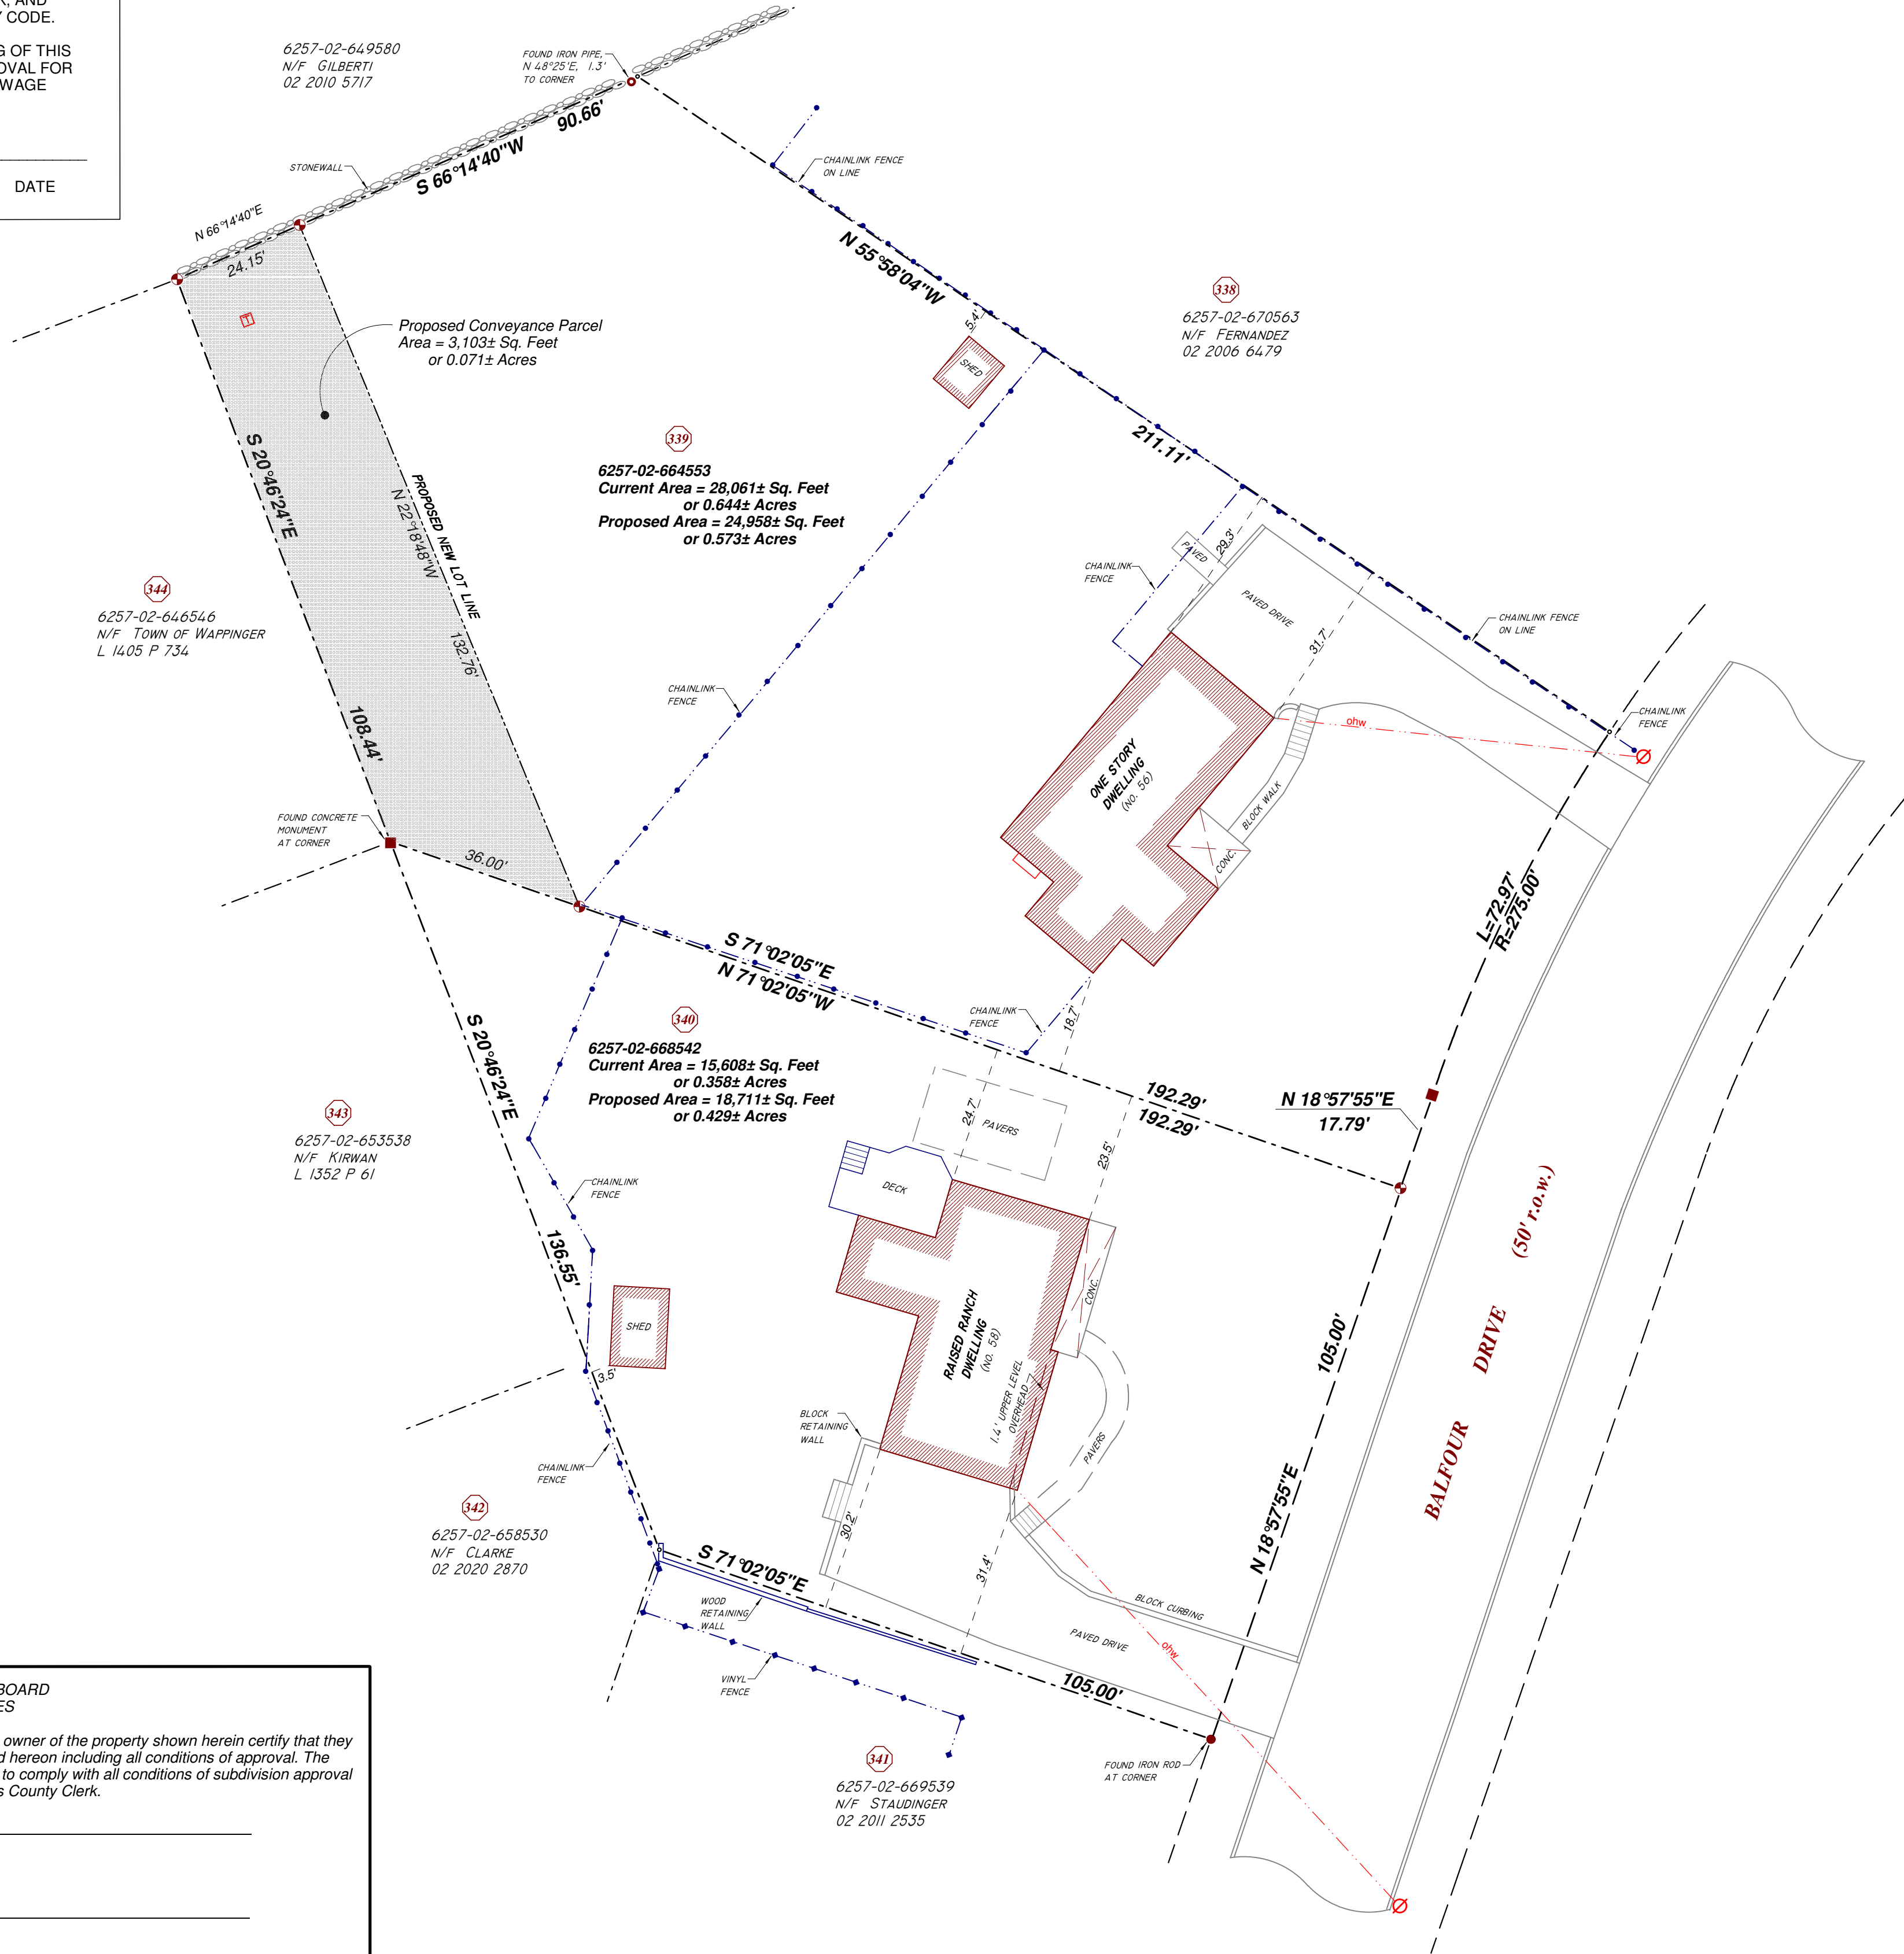 K, AND
Y CODE.
G OF THIS
OVAL FOR
WAGE
DATE
6257-02-649580
N/F GILBERTI
02 2010 5717
FOUND IRON PIPE,
N 48°25'E, 1.3'
TO CORNER
90.66'
S 66°14'40"W
STONEWALL
N 66°14'40"E
24.15'
CHAINLINK FENCE
ON LINE
N 55°58'04"W
338
6257-02-670563
N/F FERNANDEZ
02 2006 6479
Proposed Conveyance Parcel
Area = 3,103± Sq. Feet
or 0.071± Acres
5.4'
SHED
S 20°46'24"E
339
6257-02-664553
Current Area = 28,061± Sq. Feet
or 0.644± Acres
Proposed Area = 24,958± Sq. Feet
or 0.573± Acres
211.11'
PROPOSED NEW LOT LINE
N 22°18'48"W
132.76'
PAVED
29.3'
CHAINLINK
FENCE
PAVED DRIVE
31.7'
CHAINLINK FENCE
ON LINE
344
6257-02-646546
N/F TOWN OF WAPPINGER
L 1405 P 734
CHAINLINK
FENCE
108.44'
CHAINLINK
FENCE
ohw
ONE STORY
DWELLING
(NO. 56)
BLOCK WALK
CONC.
FOUND CONCRETE
MONUMENT
AT CORNER
36.00'
L=72.97'
R=275.00'
S 71°02'05"E
N 71°02'05"W
CHAINLINK
FENCE
18.7'
340
6257-02-668542
Current Area = 15,608± Sq. Feet
or 0.358± Acres
Proposed Area = 18,711± Sq. Feet
or 0.429± Acres
S 20°46'24"E
192.29'
192.29'
N 18°57'55"E
17.79'
24.7'
PAVERS
23.5'
343
6257-02-653538
N/F KIRWAN
L 1352 P 61
CHAINLINK
FENCE
DECK
136.55'
SHED
3.5'
CONC.
RAISED RANCH
DWELLING
(NO. 58)
1.4' UPPER LEVEL
OVERHEAD
PAVERS
BLOCK
RETAINING
WALL
105.00'
BALFOUR DRIVE (50' r.o.w.)
N 18°57'55"E
CHAINLINK
FENCE
342
6257-02-658530
N/F CLARKE
02 2020 2870
30.2'
31.4'
S 71°02'05"E
WOOD
RETAINING
WALL
BLOCK CURBING
PAVED DRIVE
ohw
VINYL
FENCE
105.00'
FOUND IRON ROD
AT CORNER
341
6257-02-669539
N/F STAUDINGER
02 2011 2535
BOARD
ES
owner of the property shown herein certify that they
d hereon including all conditions of approval. The
to comply with all conditions of subdivision approval
s County Clerk.